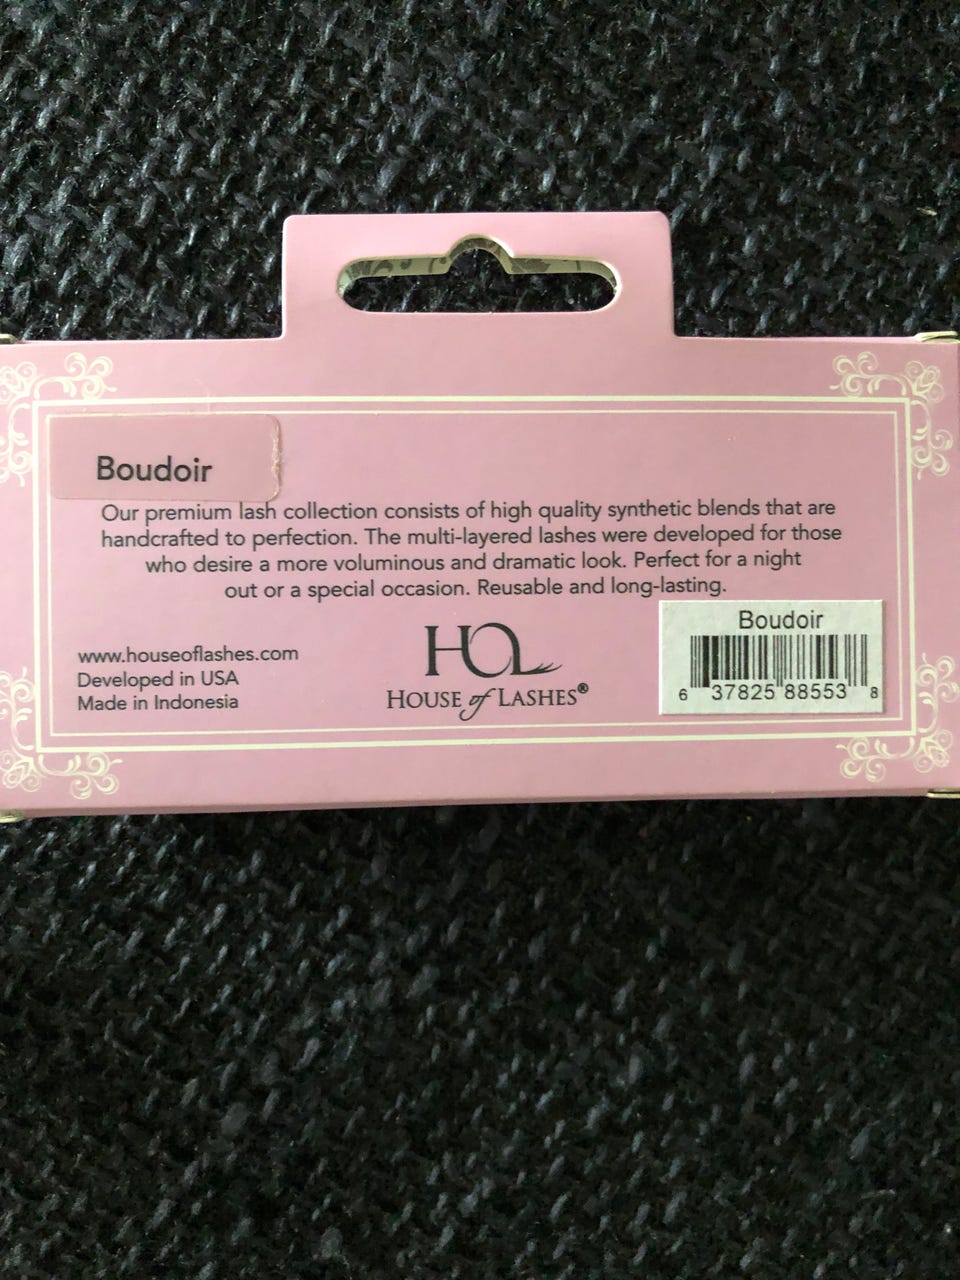 Boudoir
Our premium lash collection consists of high quality synthetic blends that are
handcrafted to perfection. The multi-layered lashes were developed for those
who desire a more voluminous and dramatic look. Perfect for a night
out or a special occasion. Reusable and long-lasting.
www.houseoflashes.com
Developed in USA
Made in Indonesia
HOL
HOUSE of LASHES®
Boudoir
6 37825 88553 8